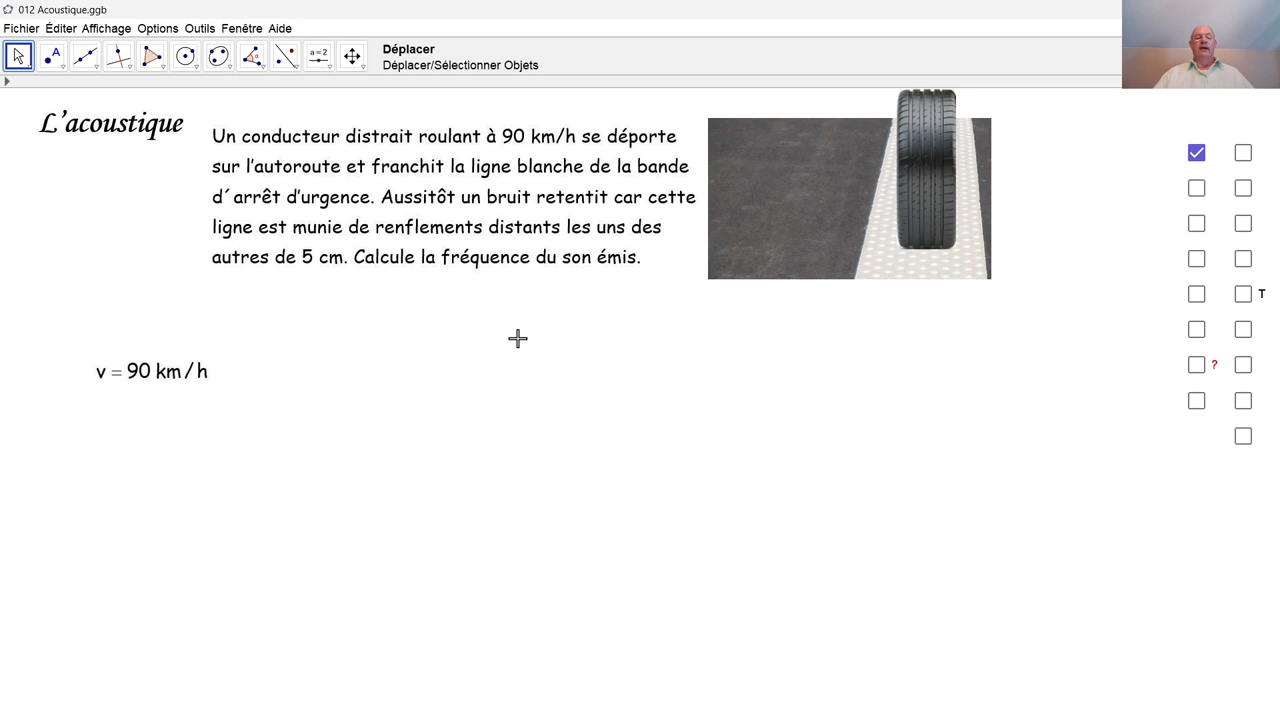 012 Acoustique.ggb
Fichier Éditer Affichage Options Outils Fenêtre Aide
A a=2 Déplacer
Déplacer/Sélectionner Objets
L'acoustique
Un conducteur distrait roulant à 90 km/h se déporte
sur l'autoroute et franchit la ligne blanche de la bande
d´arrêt d'urgence. Aussitôt un bruit retentit car cette
ligne est munie de renflements distants les uns des
autres de 5 cm. Calcule la fréquence du son émis.
T
v = 90 km/h
?